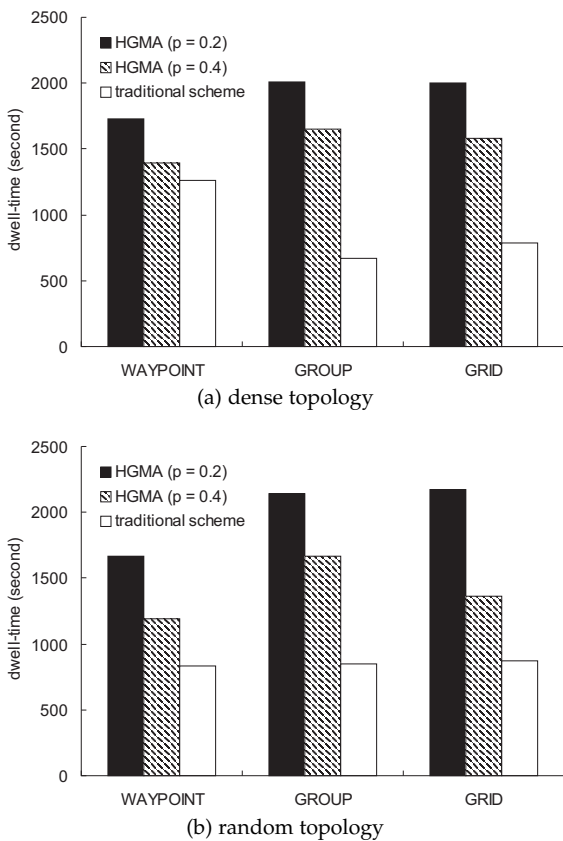 2500
2000
1500
1000
500
0
dwell-time (second)
HGMA (p = 0.2)
HGMA (p = 0.4)
traditional scheme
WAYPOINT GROUP GRID
(a) dense topology
2500
2000
1500
1000
500
0
dwell-time (second)
HGMA (p = 0.2)
HGMA (p = 0.4)
traditional scheme
WAYPOINT GROUP GRID
(b) random topology